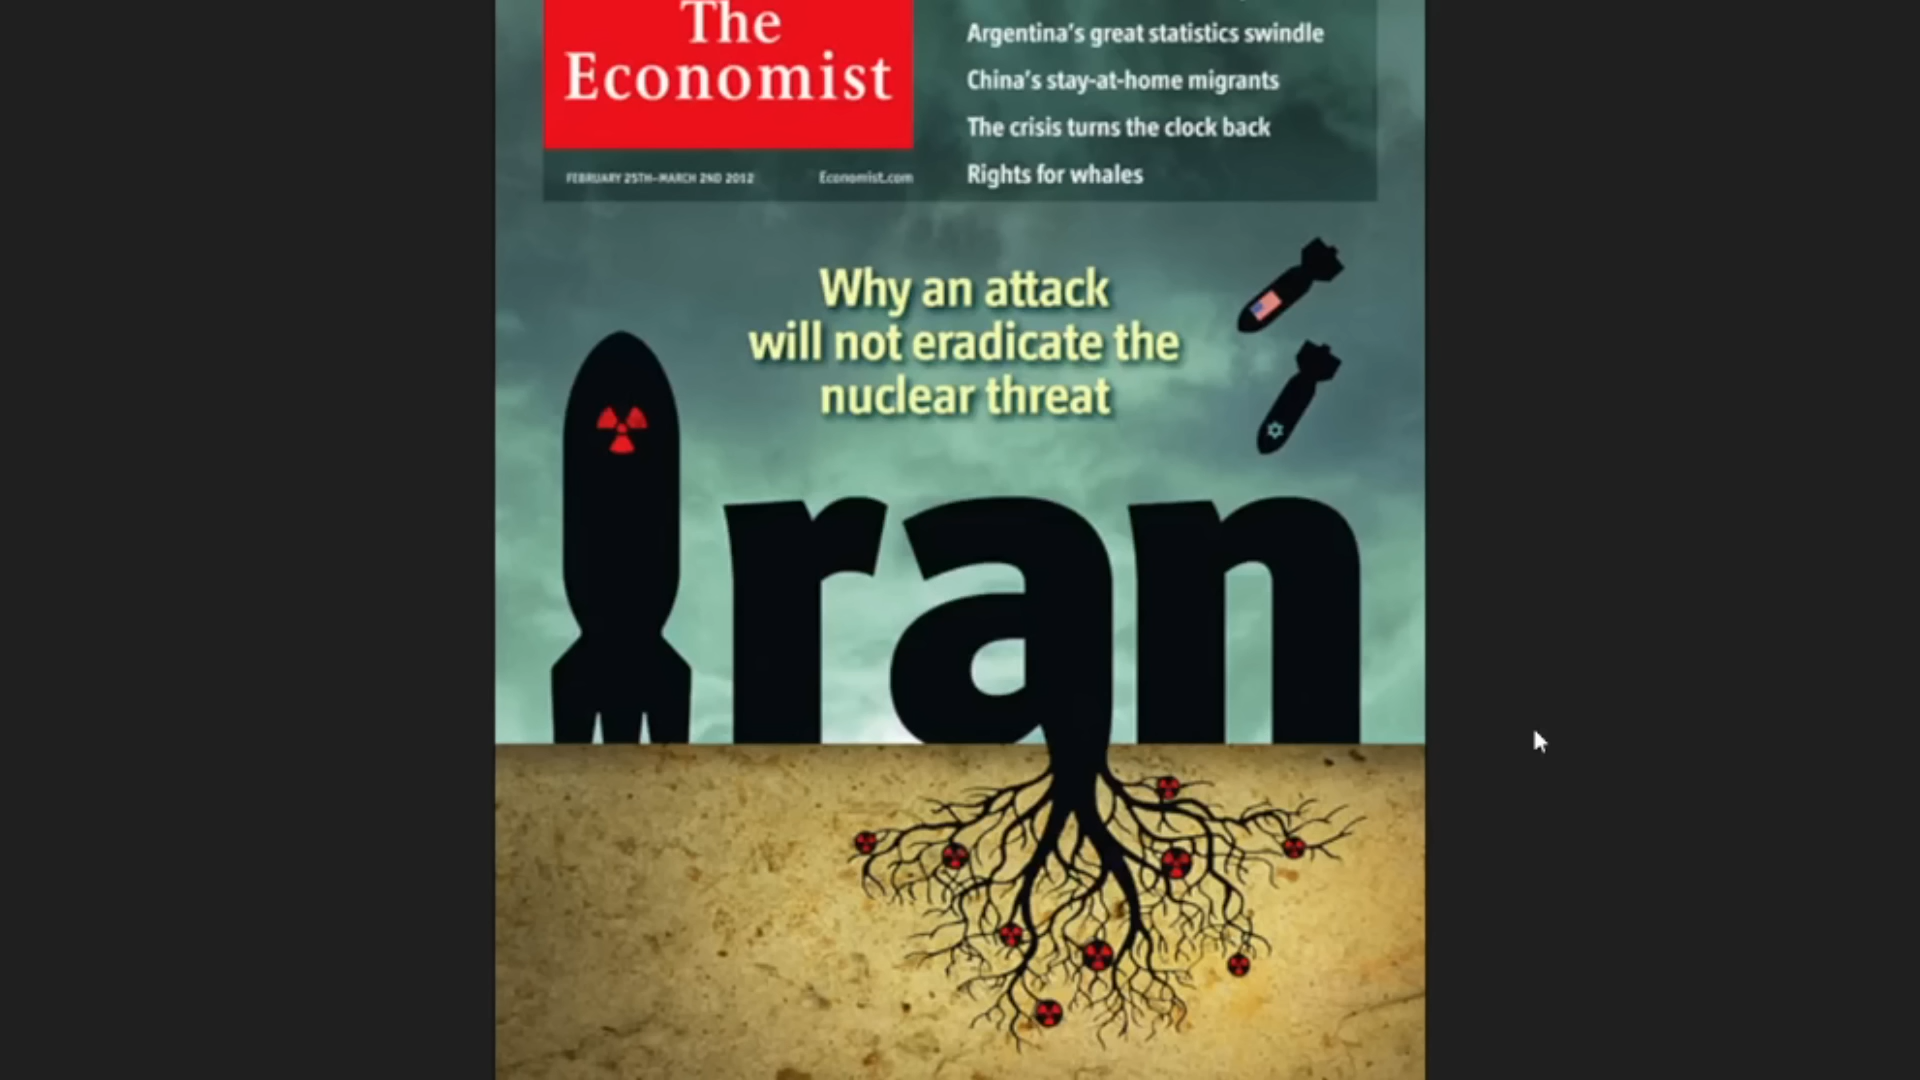 The
Economist
FEBRUARY 25TH–MARCH 2ND 2012
Economist.com
Argentina's great statistics swindle
China's stay-at-home migrants
The crisis turns the clock back
Rights for whales
Why an attack
will not eradicate the
nuclear threat
Iran